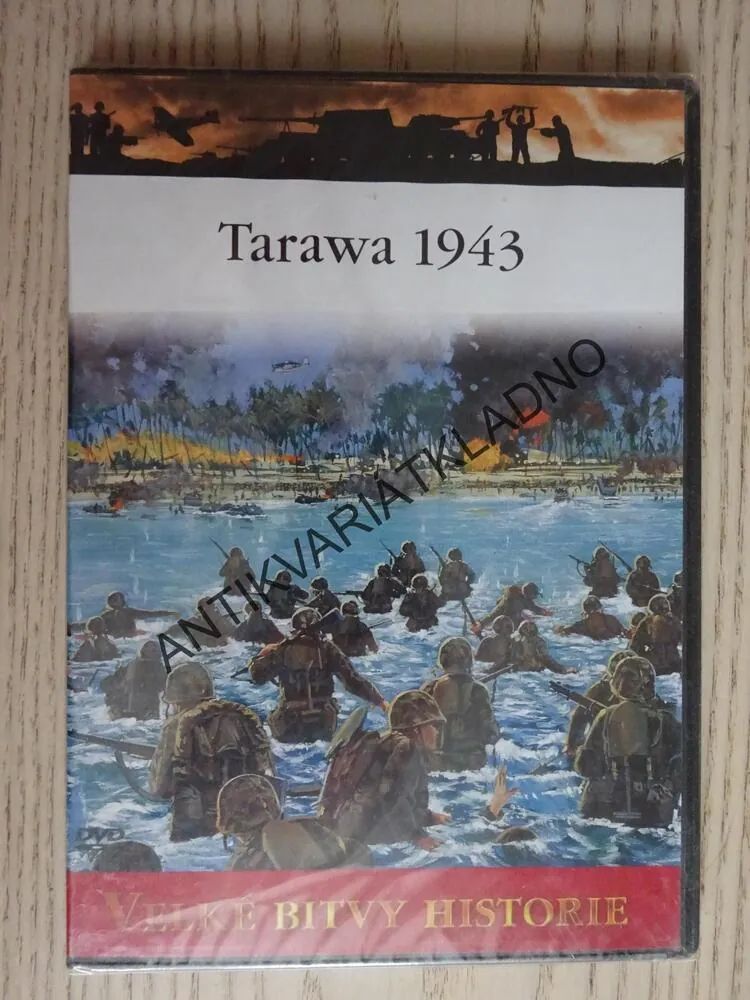 Tarawa 1943
ANTIKVARIÁTKLADNO
DVD
VELKÉ BITVY HISTORIE